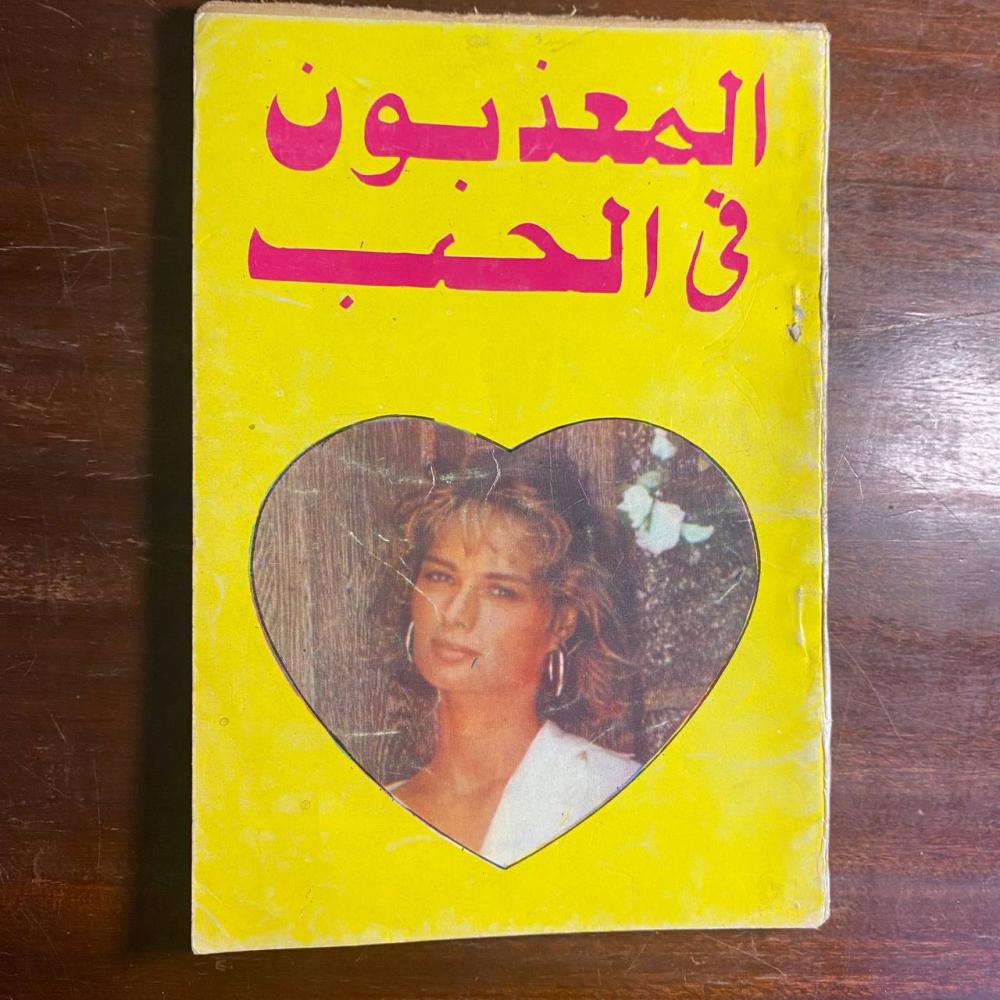 المعذبون
فى الحب